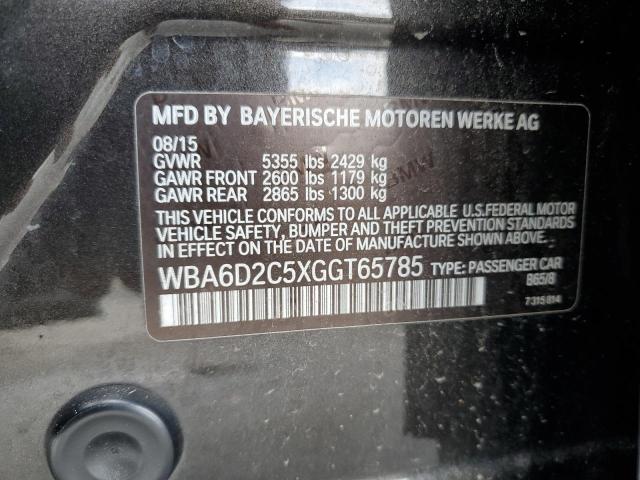 MFD BY BAYERISCHE MOTOREN WERKE AG
08/15
GVWR 5355 lbs 2429 kg
GAWR FRONT 2600 lbs 1179 kg
GAWR REAR 2865 lbs 1300 kg
THIS VEHICLE CONFORMS TO ALL APPLICABLE U.S.FEDERAL MOTOR
VEHICLE SAFETY, BUMPER AND THEFT PREVENTION STANDARDS
IN EFFECT ON THE DATE OF MANUFACTURE SHOWN ABOVE.
WBA6D2C5XGGT65785 TYPE: PASSENGER CAR
865/8
7 315 814